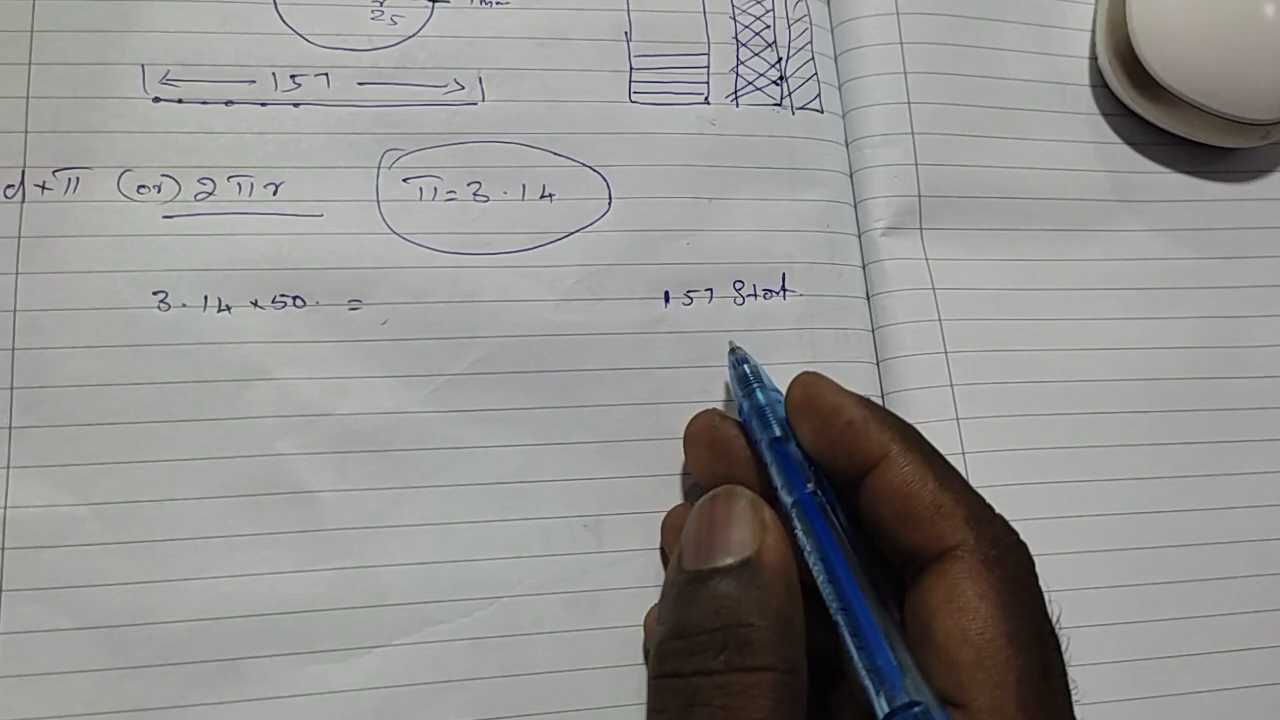 25
157
d+π (or) 2πr
π=3.14
3.14×50. =
157 Start